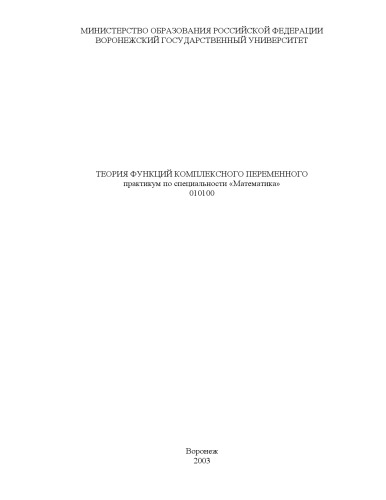 МИНИСТЕРСТВО ОБРАЗОВАНИЯ РОССИЙСКОЙ ФЕДЕРАЦИИ
ВОРОНЕЖСКИЙ ГОСУДАРСТВЕННЫЙ УНИВЕРСИТЕТ
ТЕОРИЯ ФУНКЦИЙ КОМПЛЕКСНОГО ПЕРЕМЕННОГО
практикум по специальности «Математика»
010100
Воронеж
2003